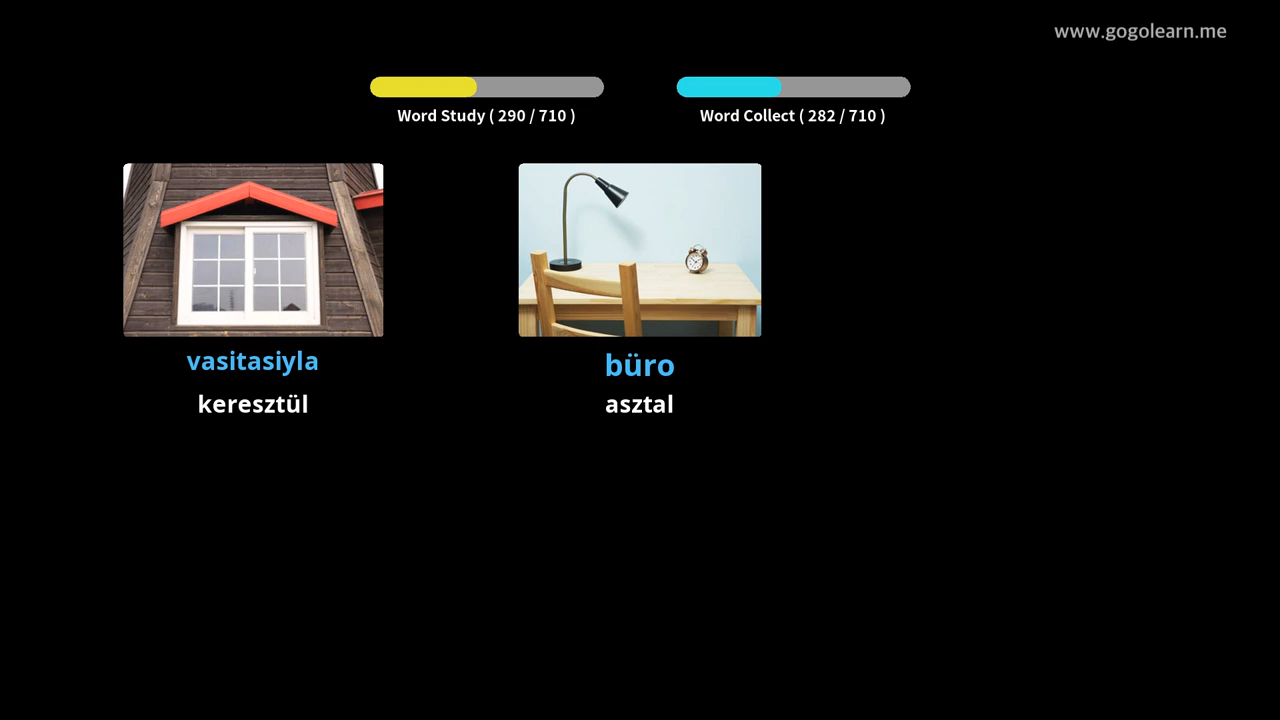 www.gogolearn.me
Word Study ( 290 / 710 )
Word Collect ( 282 / 710 )
vasitasiyla
keresztül
büro
asztal